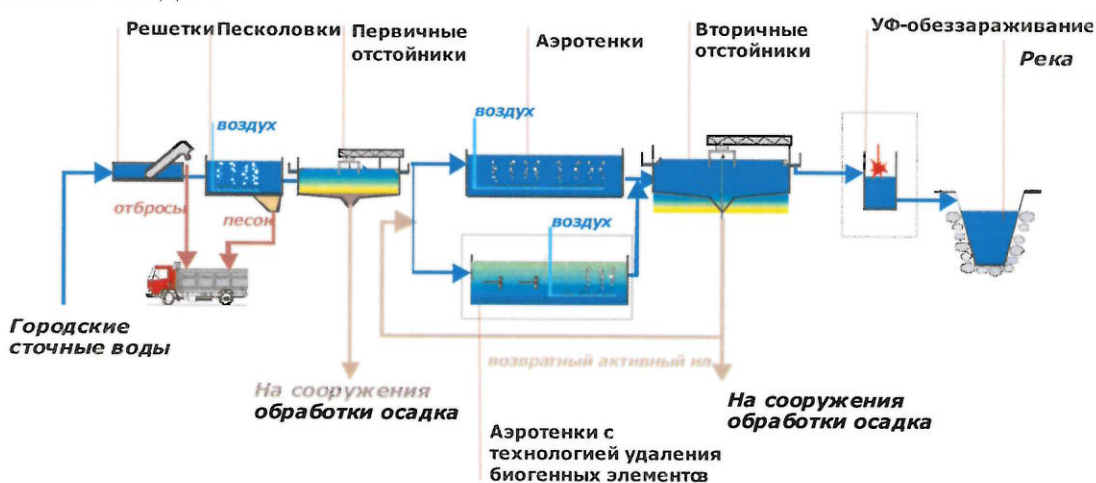 Решетки
Песколовки
Первичные
отстойники
Аэротенки
Вторичные
отстойники
УФ-обеззараживание
Река
воздух
воздух
отбросы
песок
Городские
сточные воды
возвратный активный ил
На сооружения
обработки осадка
На сооружения
обработки осадка
Аэротенки с
технологией удаления
биогенных элементов